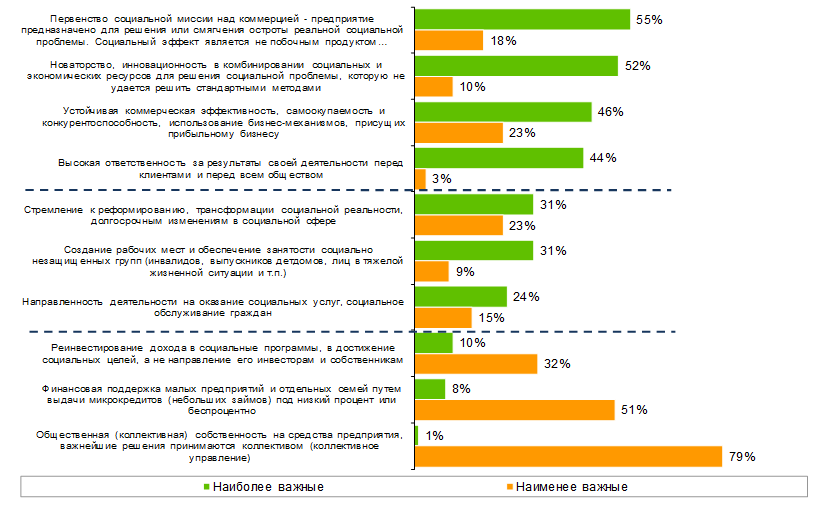 Первенство социальной миссии над коммерцией - предприятие
предназначено для решения или смягчения остроты реальной социальной
проблемы. Социальный эффект является не побочным продуктом…
55%
18%
Новаторство, инновационность в комбинировании социальных и
экономических ресурсов для решения социальной проблемы, которую не
удается решить стандартными методами
52%
10%
Устойчивая коммерческая эффективность, самоокупаемость и
конкурентоспособность, использование бизнес-механизмов, присущих
прибыльному бизнесу
46%
23%
Высокая ответственность за результаты своей деятельности перед
клиентами и перед всем обществом
44%
3%
Стремление к реформированию, трансформации социальной реальности,
долгосрочным изменениям в социальной сфере
31%
23%
Создание рабочих мест и обеспечение занятости социально
незащищенных групп (инвалидов, выпускников детдомов, лиц в тяжелой
жизненной ситуации и т.п.)
31%
9%
Направленность деятельности на оказание социальных услуг, социальное
обслуживание граждан
24%
15%
Реинвестирование дохода в социальные программы, в достижение
социальных целей, а не направление его инвесторам и собственникам
10%
32%
Финансовая поддержка малых предприятий и отдельных семей путем
выдачи микрокредитов (небольших займов) под низкий процент или
беспроцентно
8%
51%
Общественная (коллективная) собственность на средства предприятия,
важнейшие решения принимаются коллективом (коллективное
управление)
1%
79%
Наиболее важные
Наименее важные